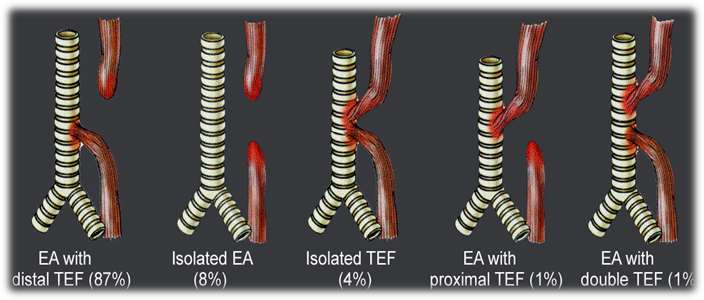 EA with
distal TEF (87%)
Isolated EA
(8%)
Isolated TEF
(4%)
EA with
proximal TEF (1%)
EA with
double TEF (1%